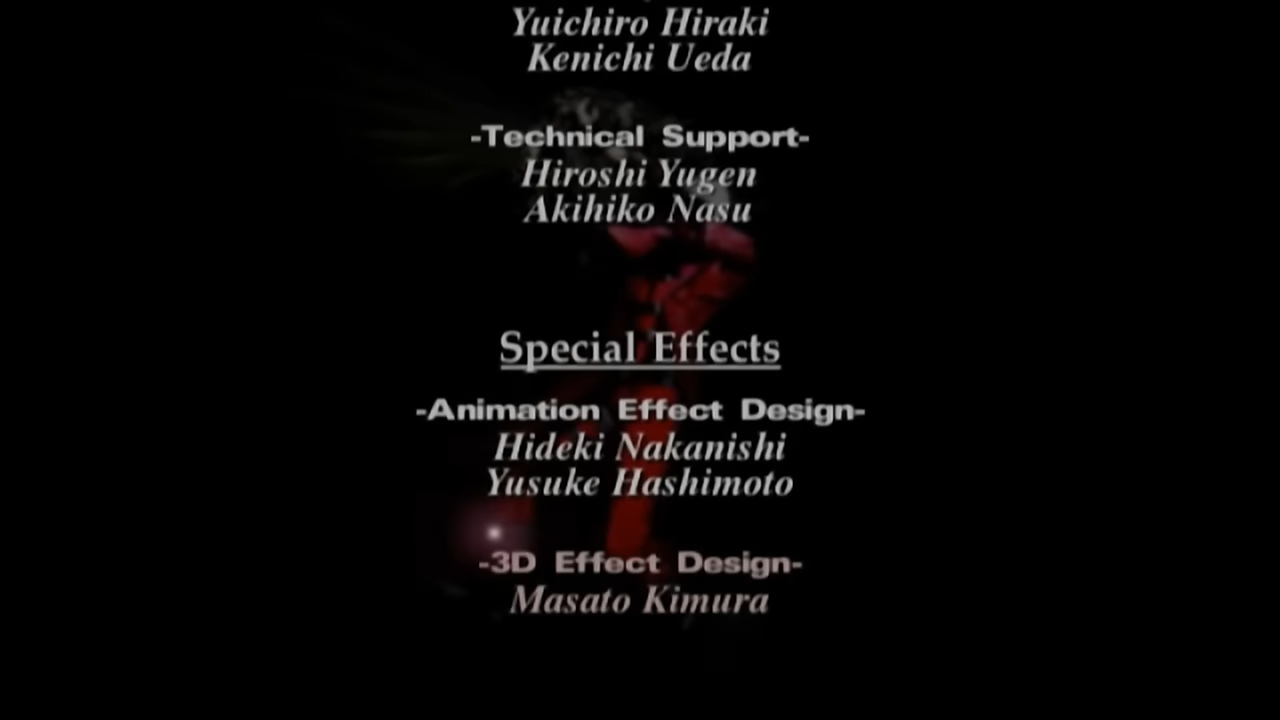 Yuichiro Hiraki
Kenichi Ueda
-Technical Support-
Hiroshi Yugen
Akihiko Nasu
Special Effects
-Animation Effect Design-
Hideki Nakanishi
Yusuke Hashimoto
-3D Effect Design-
Masato Kimura